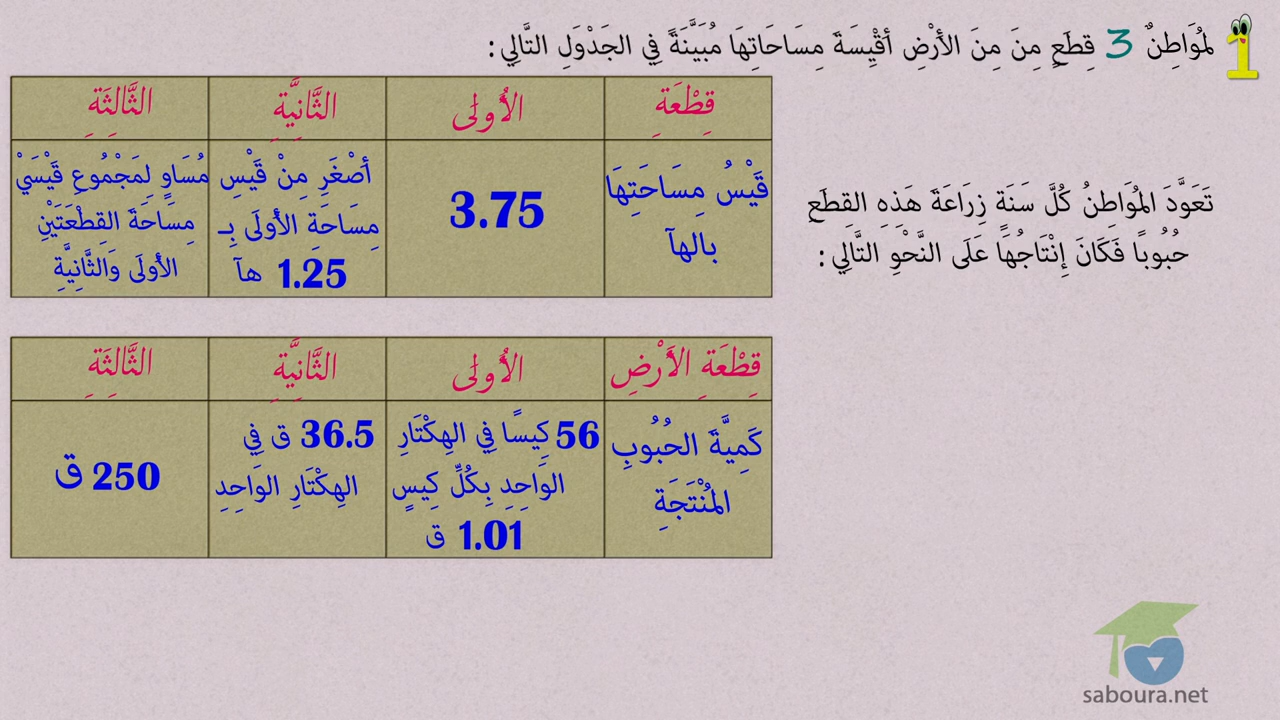 1 لمُوَاطِنٌ 3 قِطَعٍ مِنَ مِنَ الأَرْضِ أَقْيِسَةَ مِسَاحَاتِهَا مُبَيَّنَةً فِي الجَدْوَلِ التَّالِي:
قِطْعَةِ الأُولى الثَّانِيَّةِ الثَّالِثَةِ
قَيْسُ مِسَاحَتِهَا
بالهآ
3.75
أَصْغَرِ مِنْ قَيْسِ
مِسَاحَةِ الأُولَى بِـ
1.25 هآ
مُسَاوٍ لِمَجْمُوعِ قَيْسَيْ
مِسَاحَةَ القِطْعَتَيْنِ
الأُولَى وَالثَّانِيَّةِ
تَعَوَّدَ المُوَاطِنُ كُلَّ سَنَةٍ زِرَاعَةَ هَذِهِ القِطَعِ
حُبُوبًا فَكَانَ إِنْتَاجُهَا عَلَى النَّحْوِ التَّالِي:
قِطْعَةِ الأَرْضِ الأُولى الثَّانِيَّةِ الثَّالِثَةِ
كَمِيَّةَ الحُبُوبِ
المُنْتَجَةِ
56 كِيسًا فِي الهِكْتَارِ
الوَاحِدِ بِكُلِّ كِيسٍ
1.01 ق
36.5 ق فِي
الهِكْتَارِ الوَاحِدِ
250 ق
saboura.net